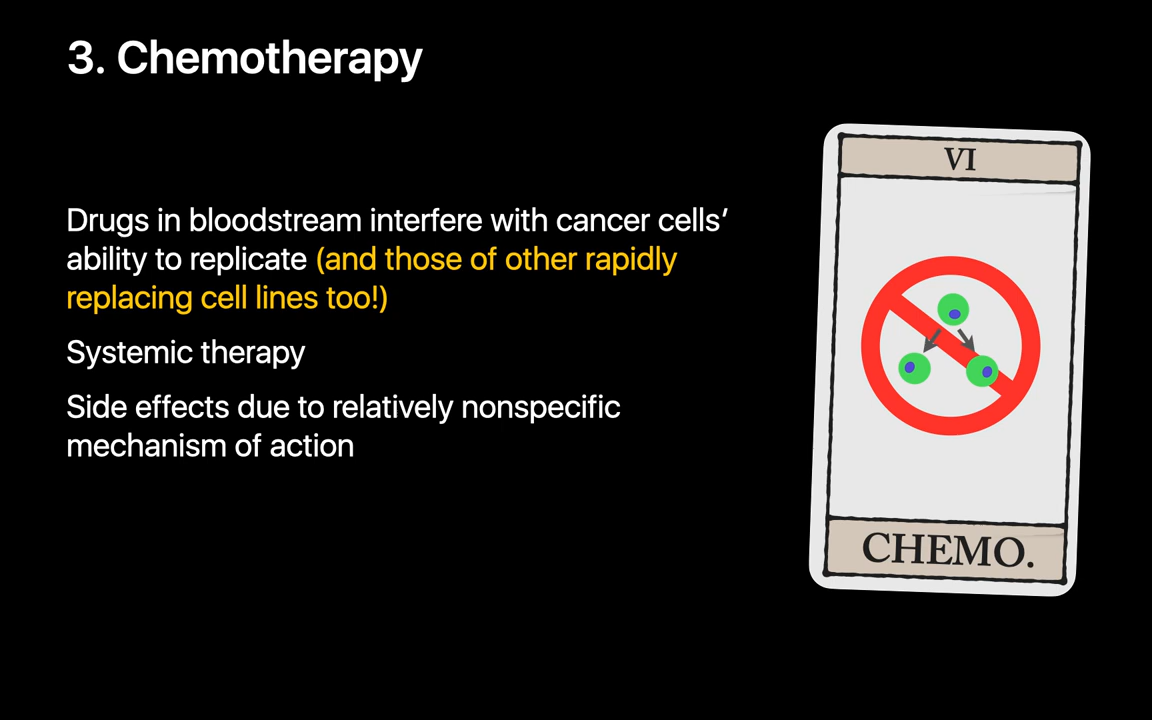 3. Chemotherapy
Drugs in bloodstream interfere with cancer cells’
ability to replicate (and those of other rapidly
replacing cell lines too!)
Systemic therapy
Side effects due to relatively nonspecific
mechanism of action
VI
CHEMO.